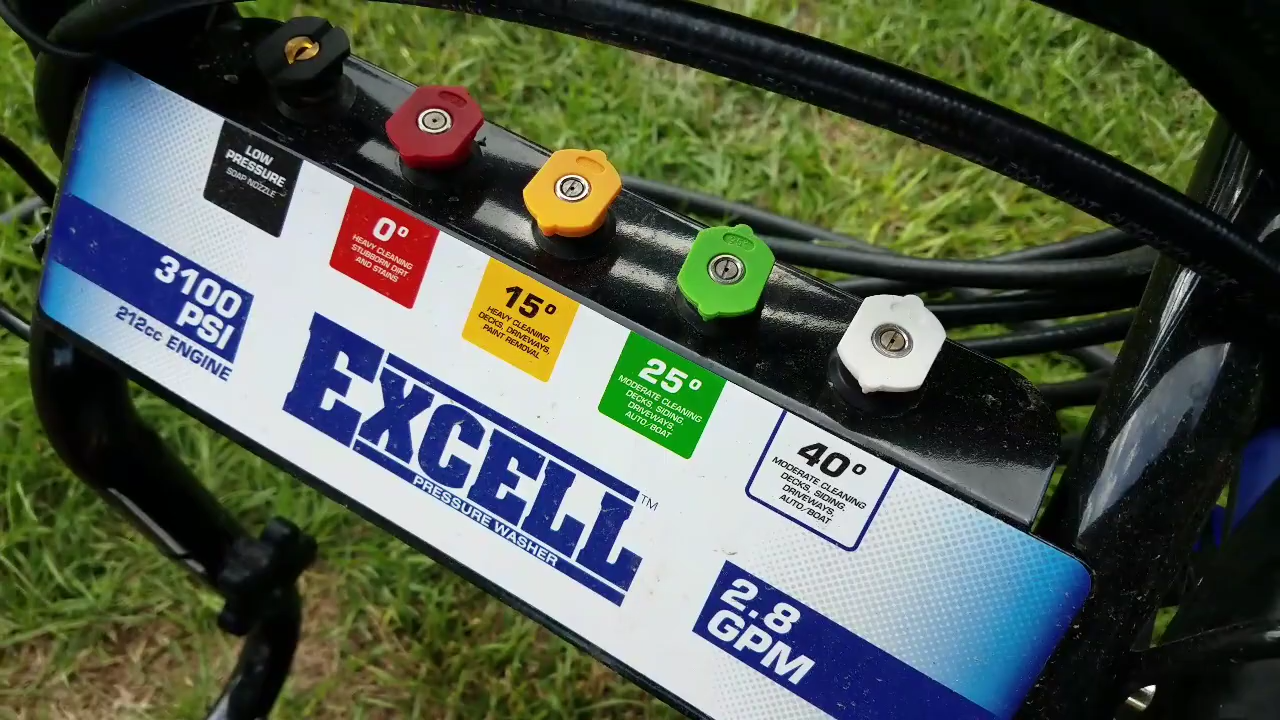 LOW
PRESSURE
SOAP NOZZLE
0°
HEAVY CLEANING
STUBBORN DIRT
AND STAINS
15°
HEAVY CLEANING
DECKS, DRIVEWAYS,
PAINT REMOVAL
25°
MODERATE CLEANING
DECKS, SIDING,
DRIVEWAYS,
AUTO/BOAT
40°
MODERATE CLEANING
DECKS, SIDING,
DRIVEWAYS,
AUTO/BOAT
3100
PSI
212cc ENGINE
EXCELL™
PRESSURE WASHER
2.8
GPM